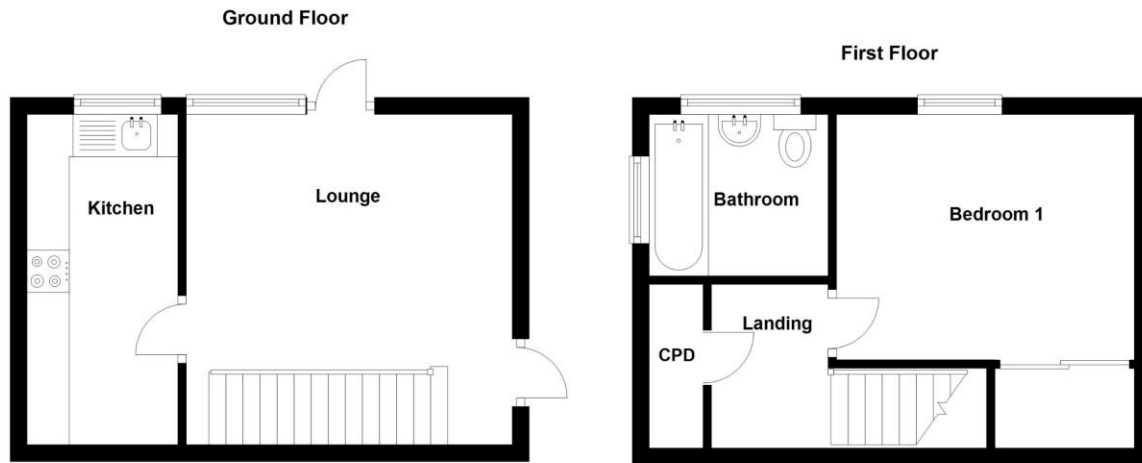 Ground Floor
Kitchen
Lounge
First Floor
Bathroom
Bedroom 1
Landing
CPD